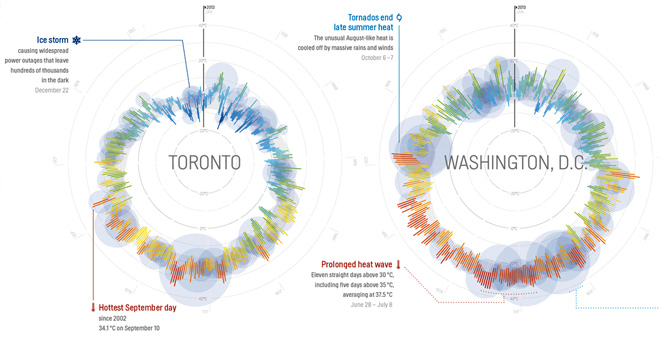 2013
Ice storm
causing widespread
power outages that leave
hundreds of thousands
in the dark
December 22
TORONTO
Hottest September day
since 2002
34.1 °C on September 10
2013
Tornados end
late summer heat
The unusual August-like heat is
cooled off by massive rains and winds
October 6 –7
WASHINGTON, D.C.
Prolonged heat wave
Eleven straight days above 30 °C,
including five days above 35 °C,
averaging at 37.5 °C
June 28 – July 8